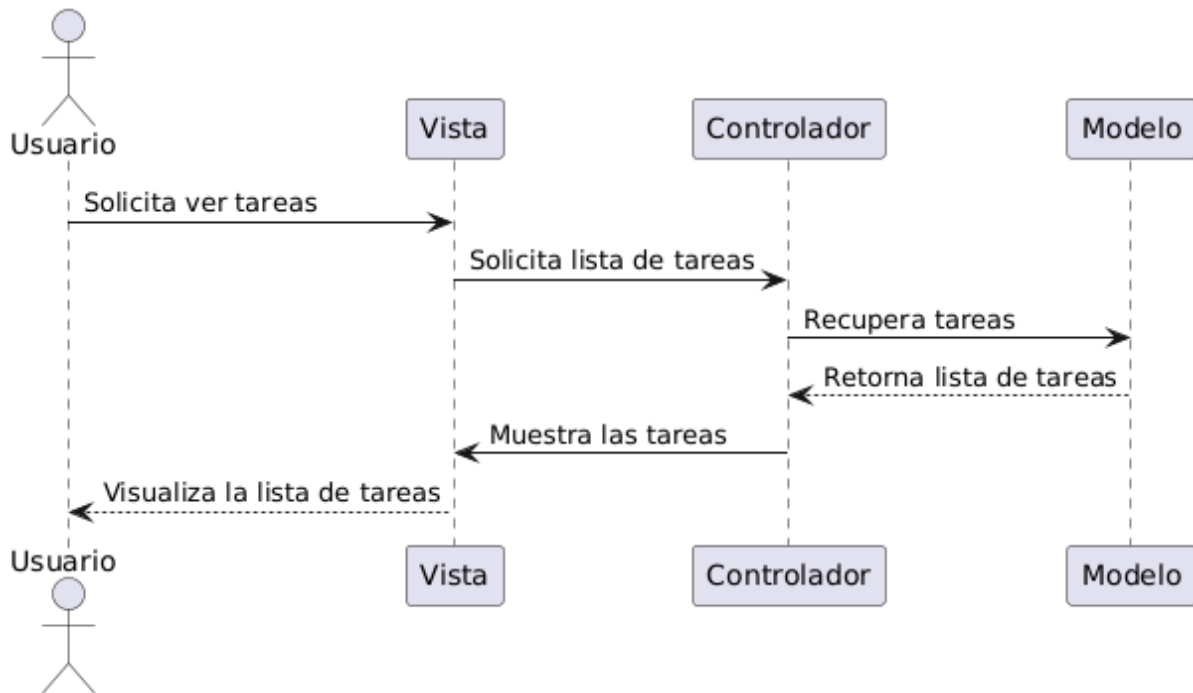 Usuario
Vista
Controlador
Modelo
Solicita ver tareas
Solicita lista de tareas
Recupera tareas
Retorna lista de tareas
Muestra las tareas
Visualiza la lista de tareas
Usuario
Vista
Controlador
Modelo